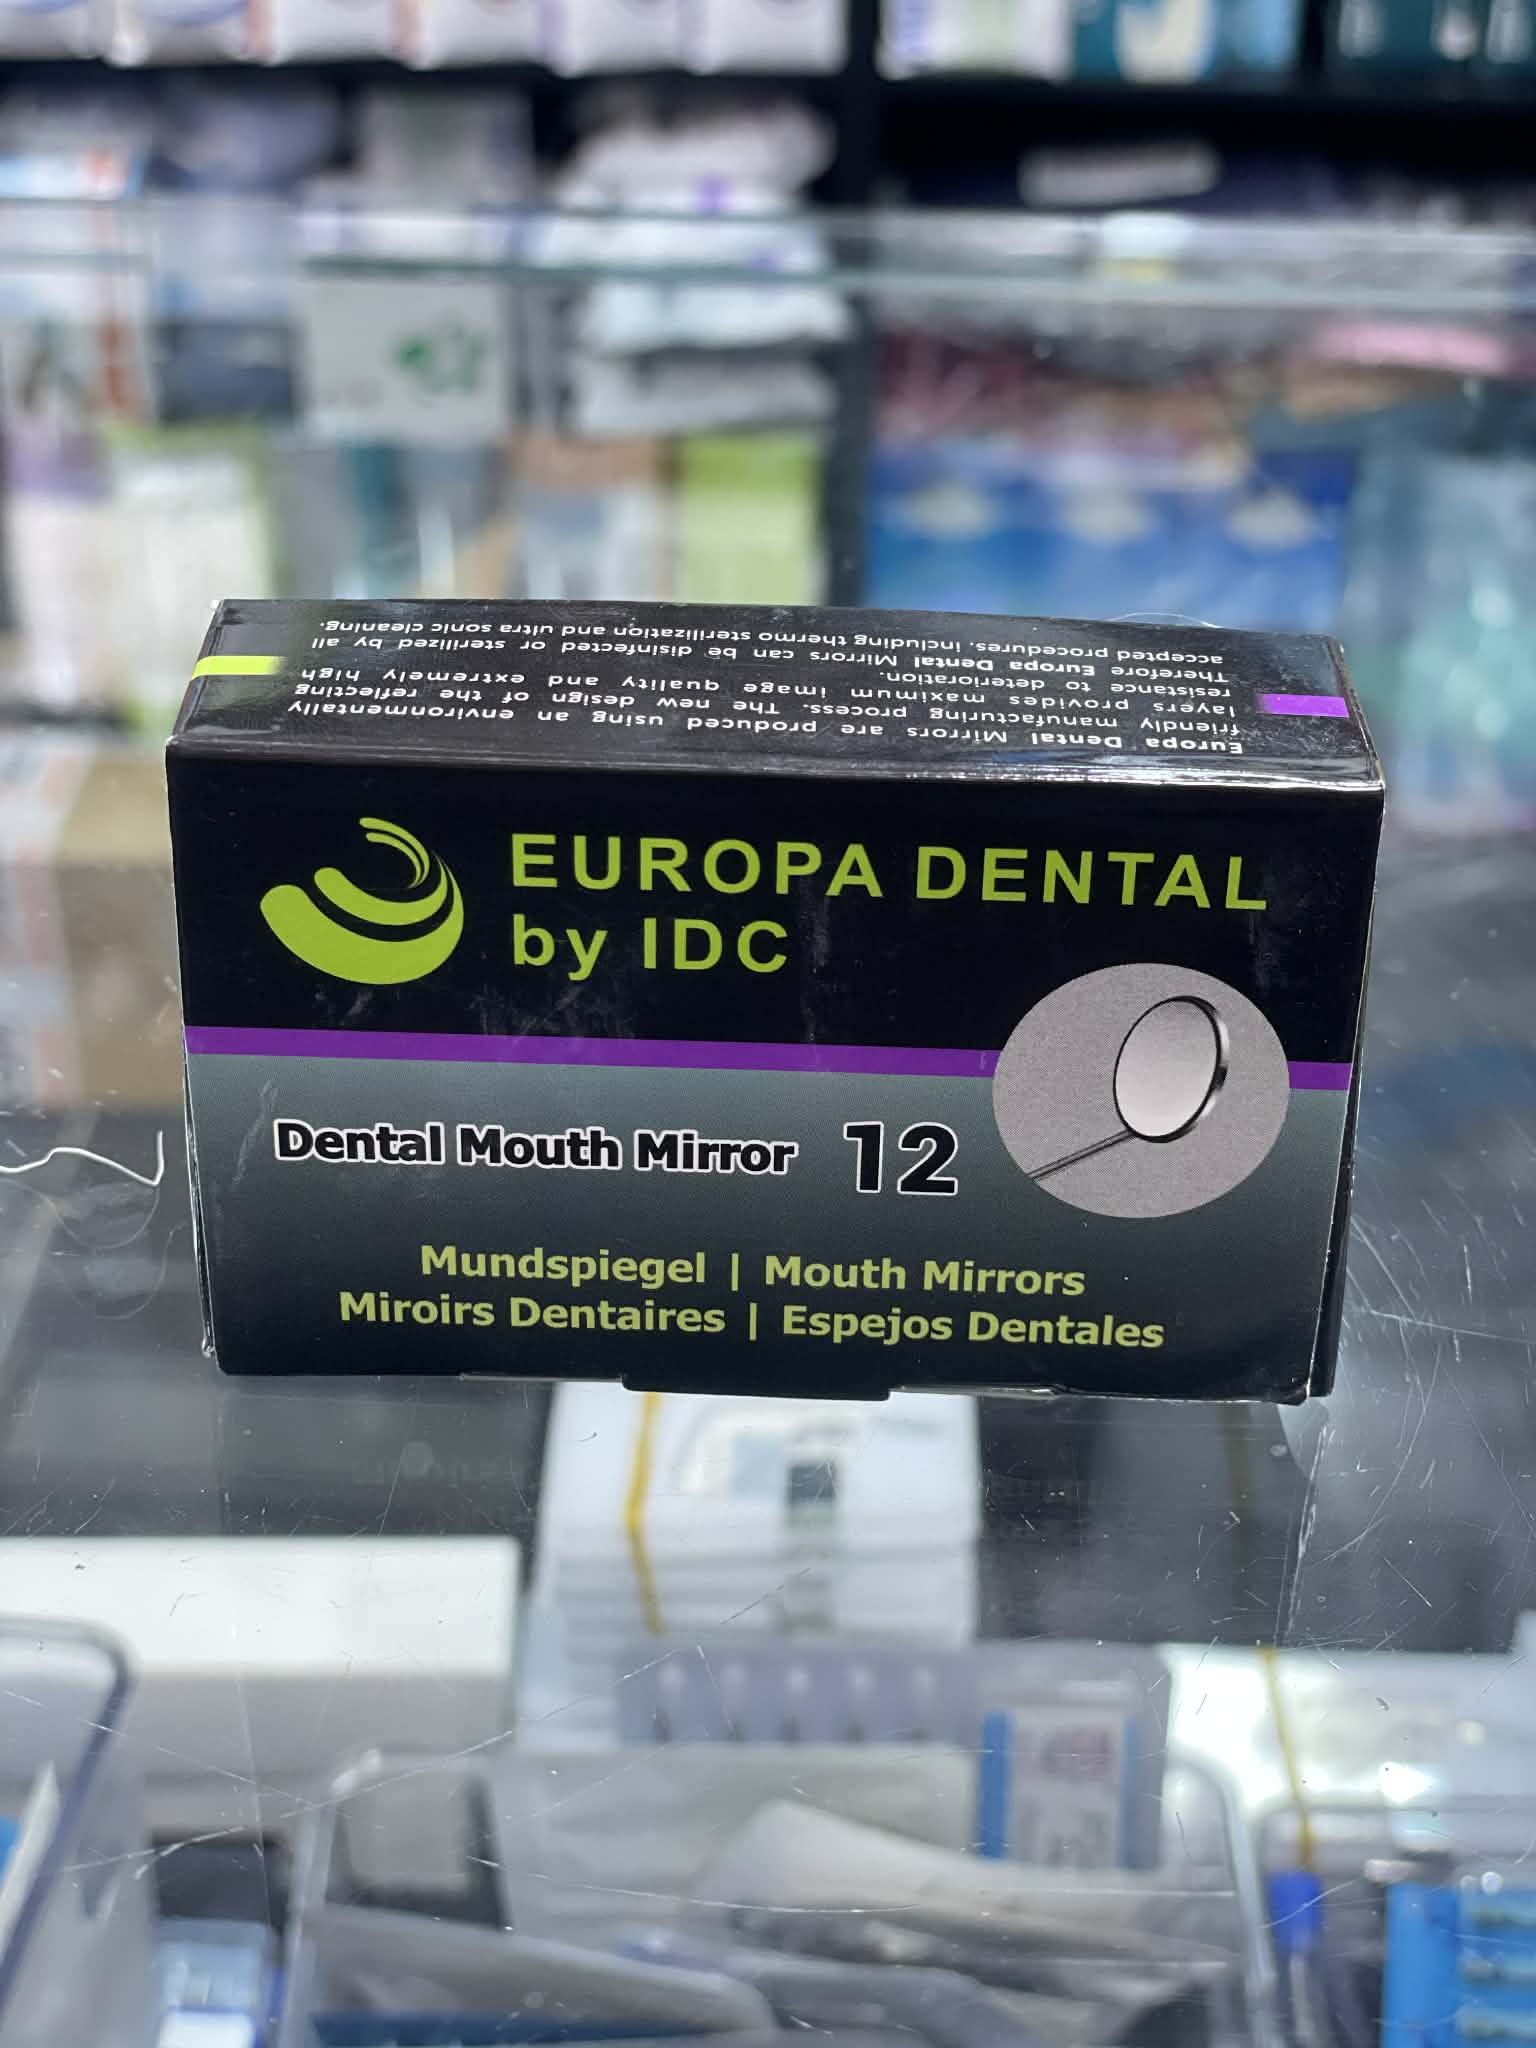 Europa Dental Mirrors are produced using an environmentally
friendly manufacturing process. The new design of the reflecting
layers provides maximum image quality and extremely high
resistance to deterioration.
Therefore Europa Dental Mirrors can be disinfected or sterilized by all
accepted procedures. including thermo sterilization and ultra sonic cleaning.
EUROPA DENTAL
by IDC
Dental Mouth Mirror 12
Mundspiegel | Mouth Mirrors
Miroirs Dentaires | Espejos Dentales